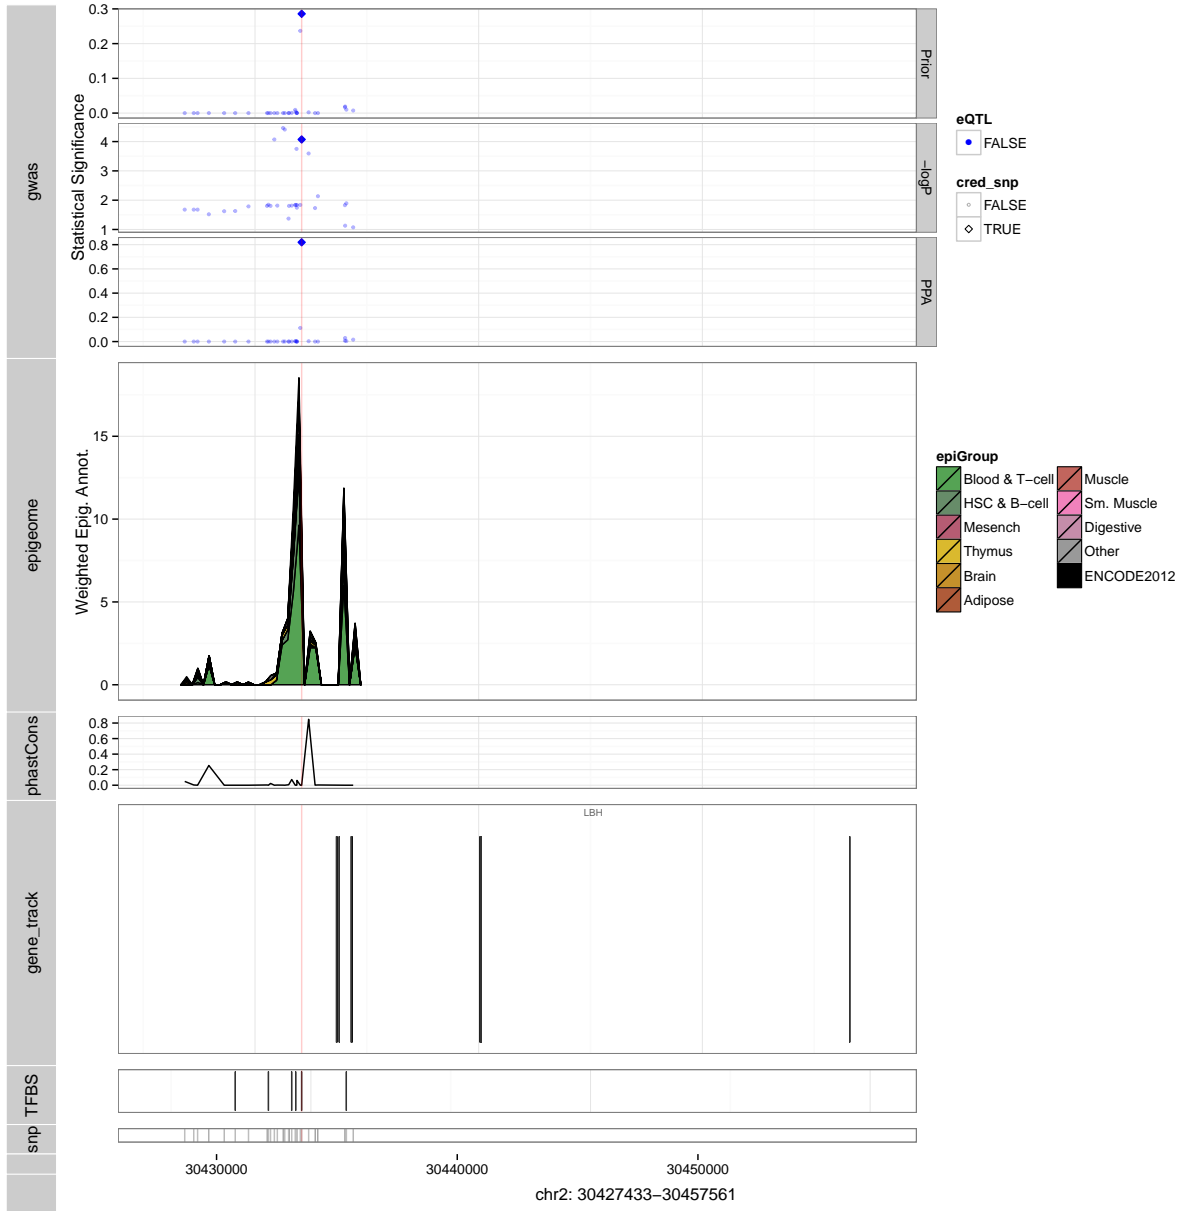 gwas
Statistical Significance
0.3
0.2
0.1
0.0
Prior
4
3
2
1
−logP
0.8
0.6
0.4
0.2
0.0
PPA
eQTL
FALSE
cred_snp
FALSE
TRUE
epigeome
Weighted Epig. Annot.
15
10
5
0
epiGroup
Blood & T−cell
HSC & B−cell
Mesench
Thymus
Brain
Adipose
Muscle
Sm. Muscle
Digestive
Other
ENCODE2012
phastCons
0.8
0.6
0.4
0.2
0.0
gene_track
LBH
TFBS
snp
30430000 30440000 30450000
chr2: 30427433−30457561